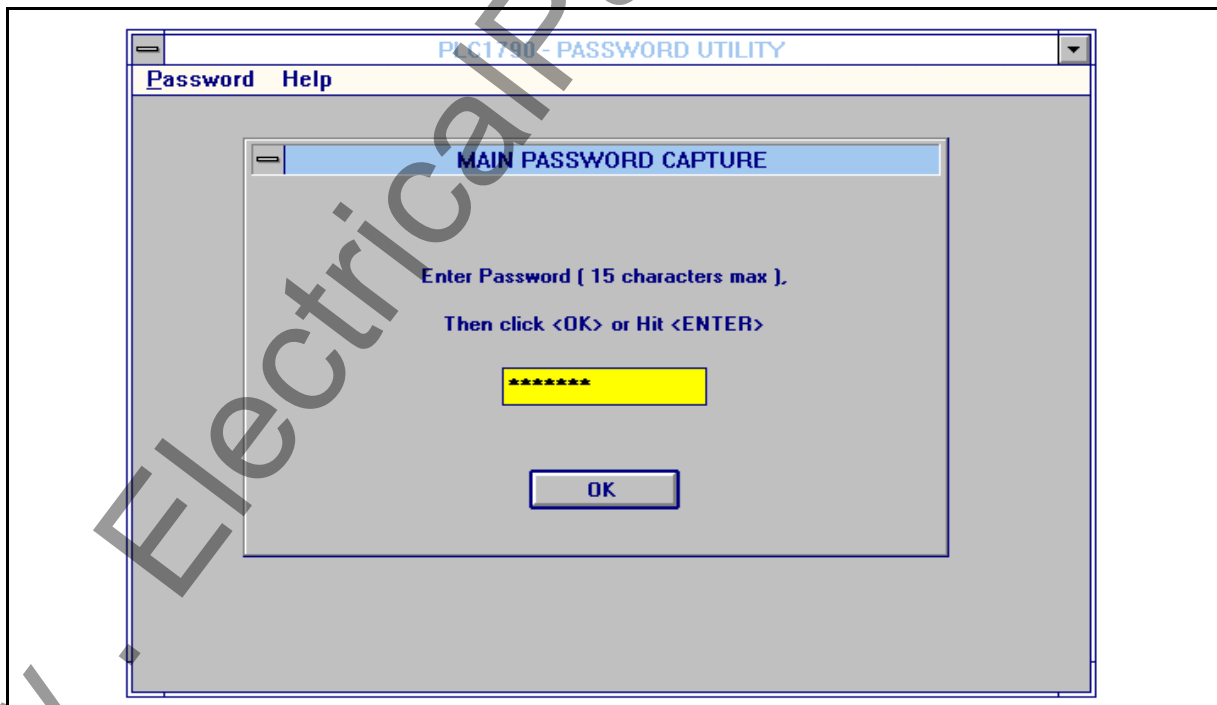 PLC1790 - PASSWORD UTILITY
Password Help
MAIN PASSWORD CAPTURE
Enter Password ( 15 characters max ),
Then click <OK> or Hit <ENTER>
*******
OK
. Electrical